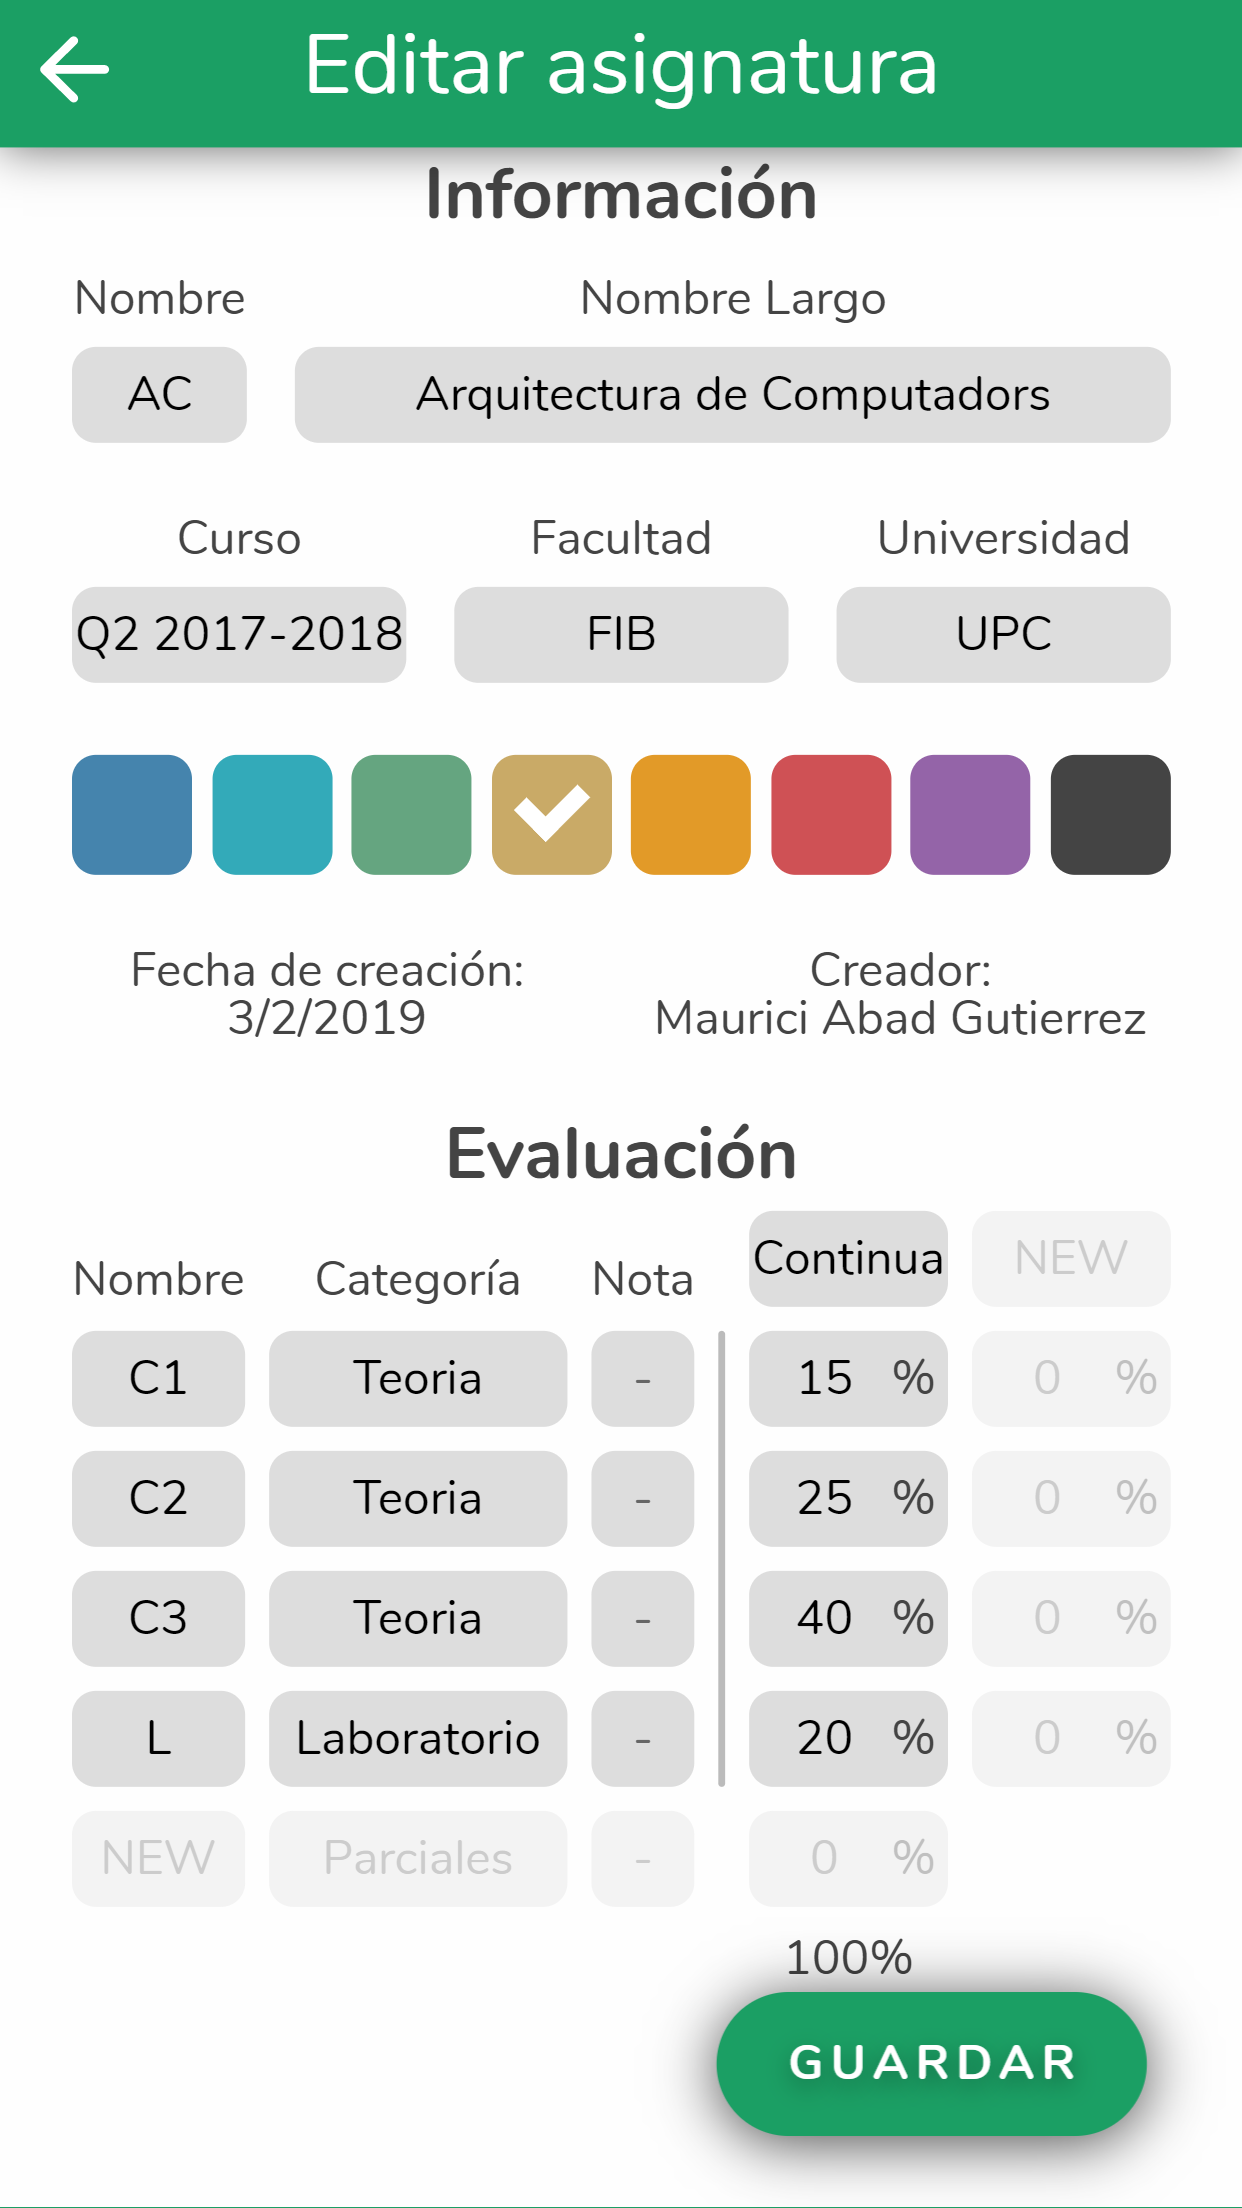 Editar asignatura
Información
Nombre Nombre Largo
AC Arquitectura de Computadors
Curso Facultad Universidad
Q2 2017-2018 FIB UPC
Fecha de creación: Creador:
3/2/2019 Maurici Abad Gutierrez
Evaluación
Nombre Categoría Nota Continua NEW
C1 Teoria - 15 % 0 %
C2 Teoria - 25 % 0 %
C3 Teoria - 40 % 0 %
L Laboratorio - 20 % 0 %
NEW Parciales - 0 %
100%
GUARDAR